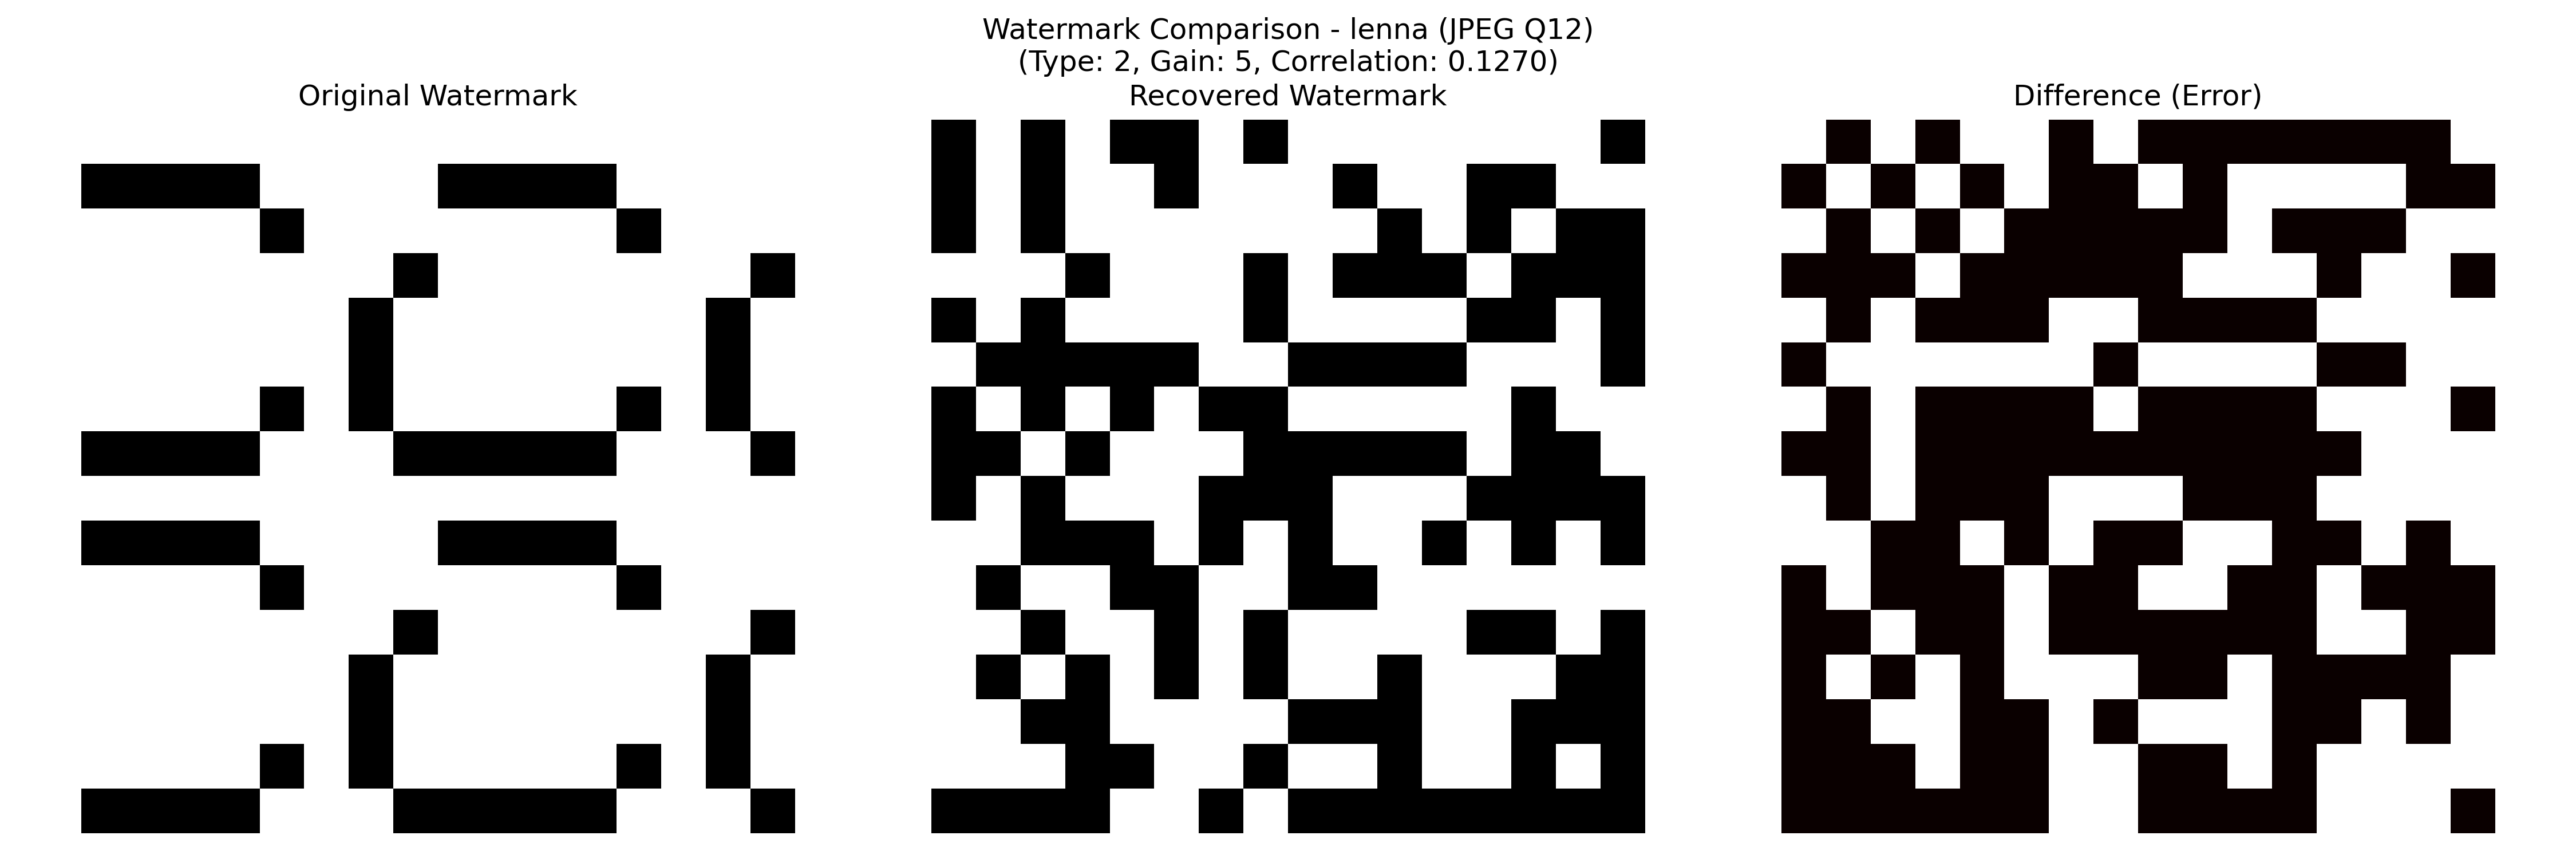 Watermark Comparison - lenna (JPEG Q12)
(Type: 2, Gain: 5, Correlation: 0.1270)
Original Watermark
Recovered Watermark
Difference (Error)